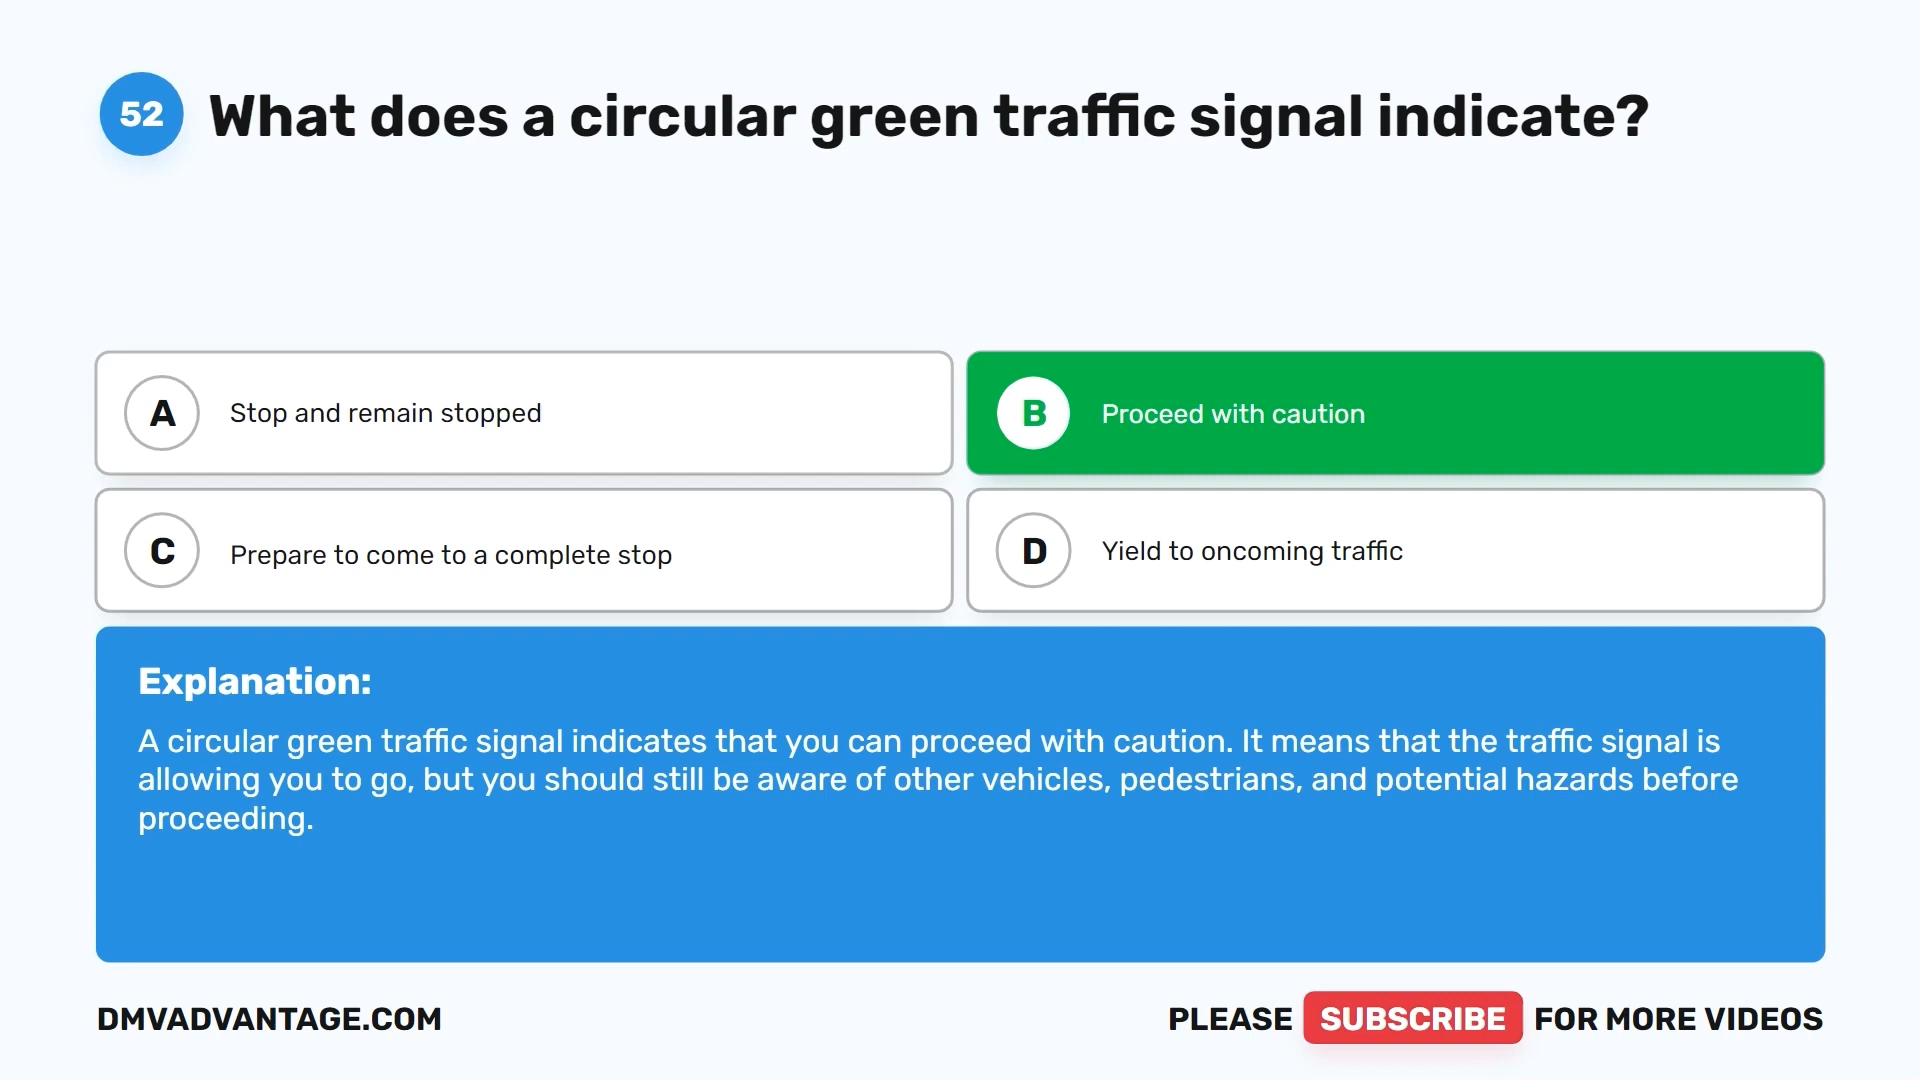 52 What does a circular green traffic signal indicate?
A Stop and remain stopped
B Proceed with caution
C Prepare to come to a complete stop
D Yield to oncoming traffic
Explanation:
A circular green traffic signal indicates that you can proceed with caution. It means that the traffic signal is
allowing you to go, but you should still be aware of other vehicles, pedestrians, and potential hazards before
proceeding.
DMVADVANTAGE.COM
PLEASE SUBSCRIBE FOR MORE VIDEOS